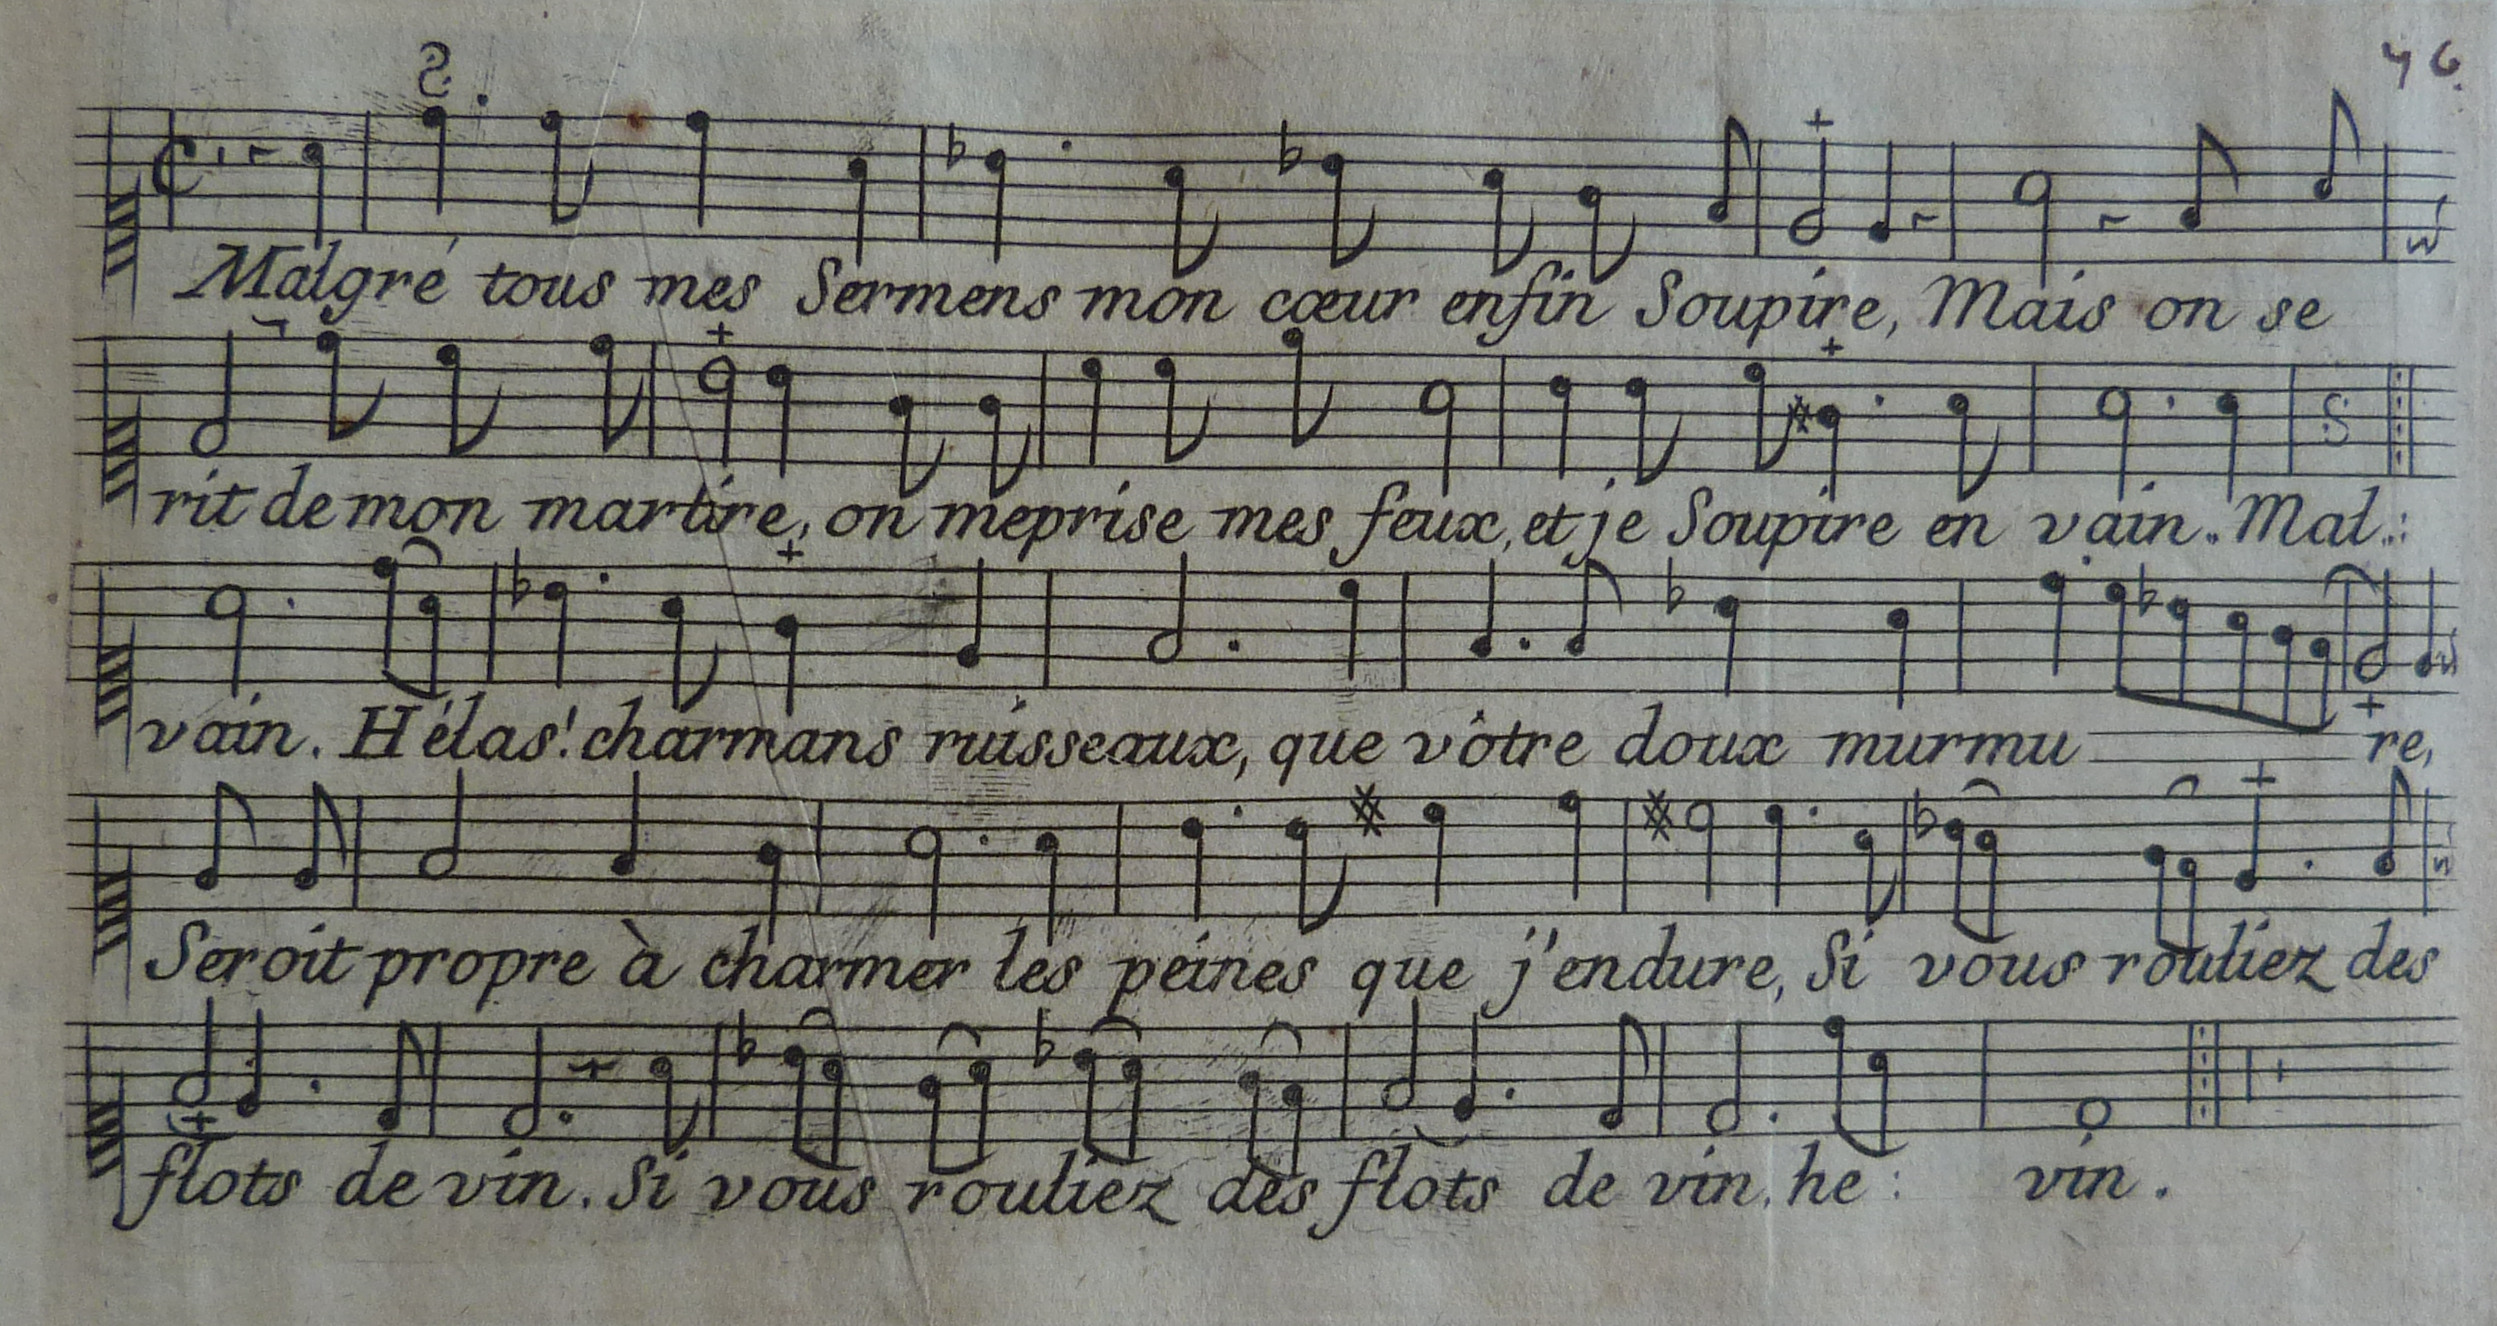 46.
Malgré tous mes Sermens mon cœur enfin Soupire, Mais on se
rit de mon martire, on meprise mes feux, et je Soupire en vain. Mal.:
vain. Hélas! charmans ruisseaux, que vôtre doux murmu re,
Seroit propre à charmer les peines que j'endure, Si vous rouliez des
flots de vin. Si vous rouliez des flots de vin, he: vin.